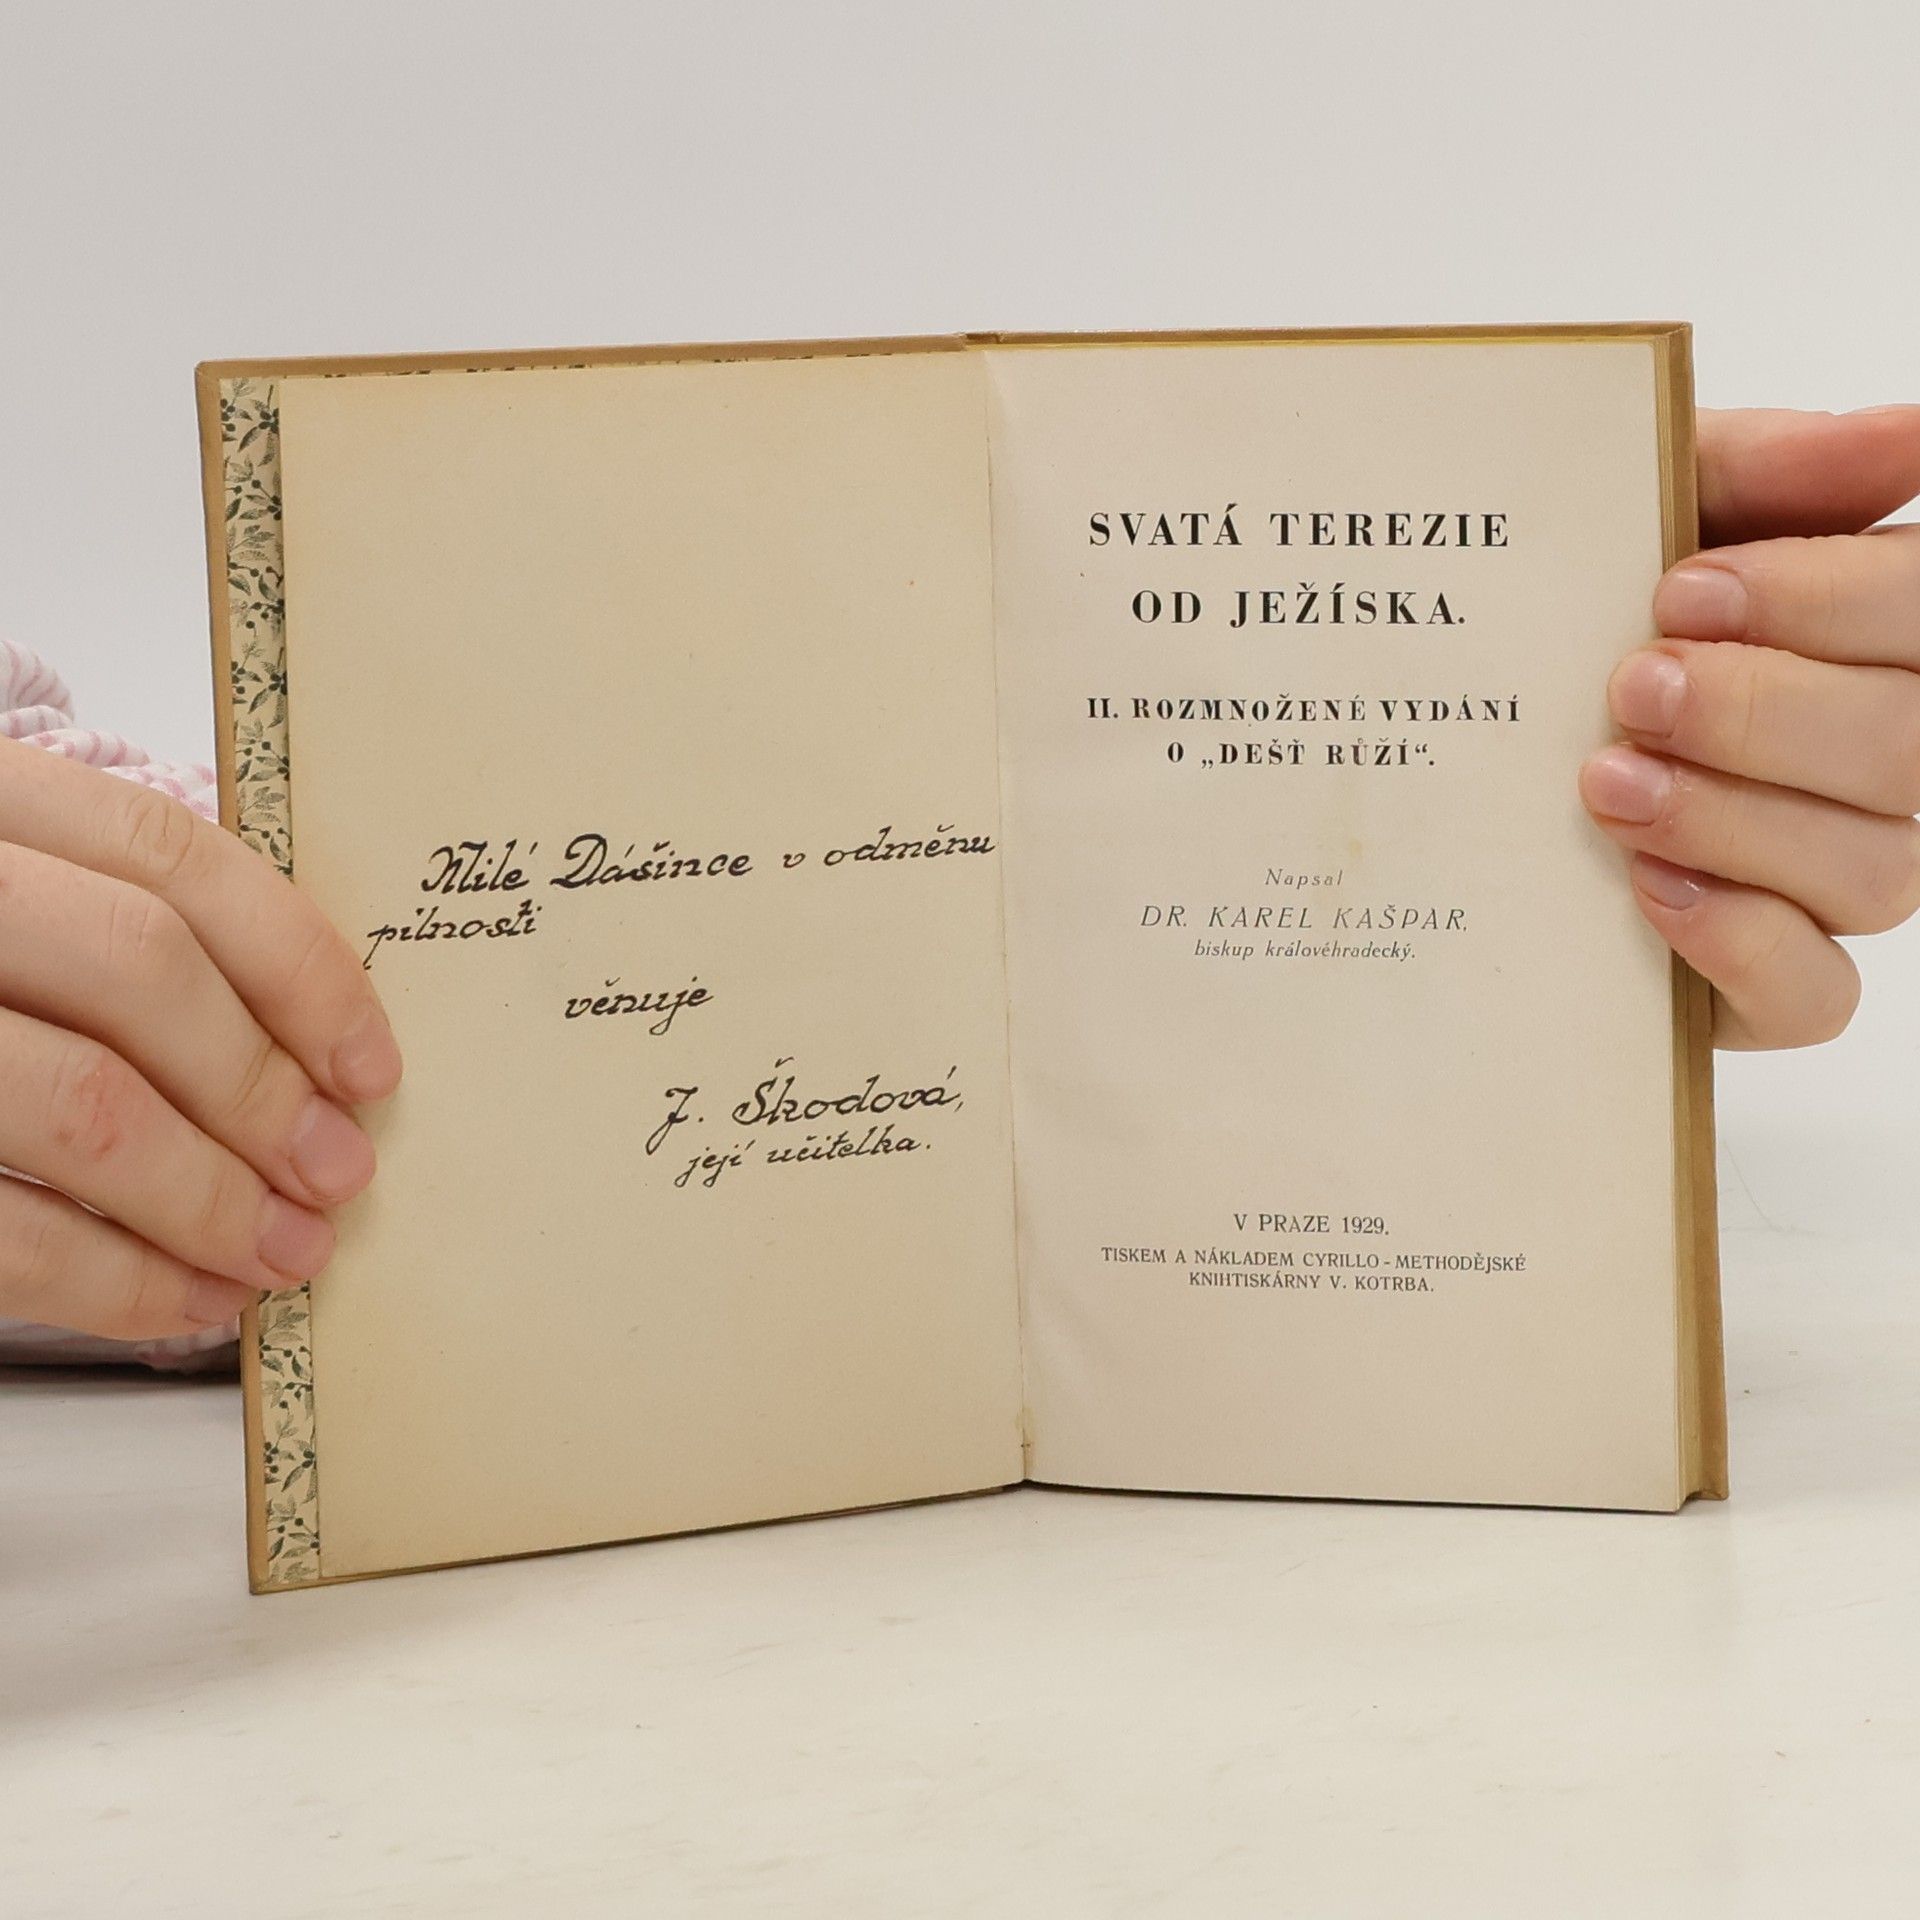 Milé Dášince v odměnu
pilnosti
věnuje
J. Škodová,
její učitelka.
SVATÁ TEREZIE
OD JEŽÍSKA.
II. ROZMNOŽENÉ VYDÁNÍ
O „DEŠŤ RŮŽÍ“.
Napsal
DR. KAREL KAŠPAR,
biskup královéhradecký.
V PRAZE 1929.
TISKEM A NÁKLADEM CYRILLO-METHODĚJSKÉ
KNIHTISKÁRNY V. KOTRBA.